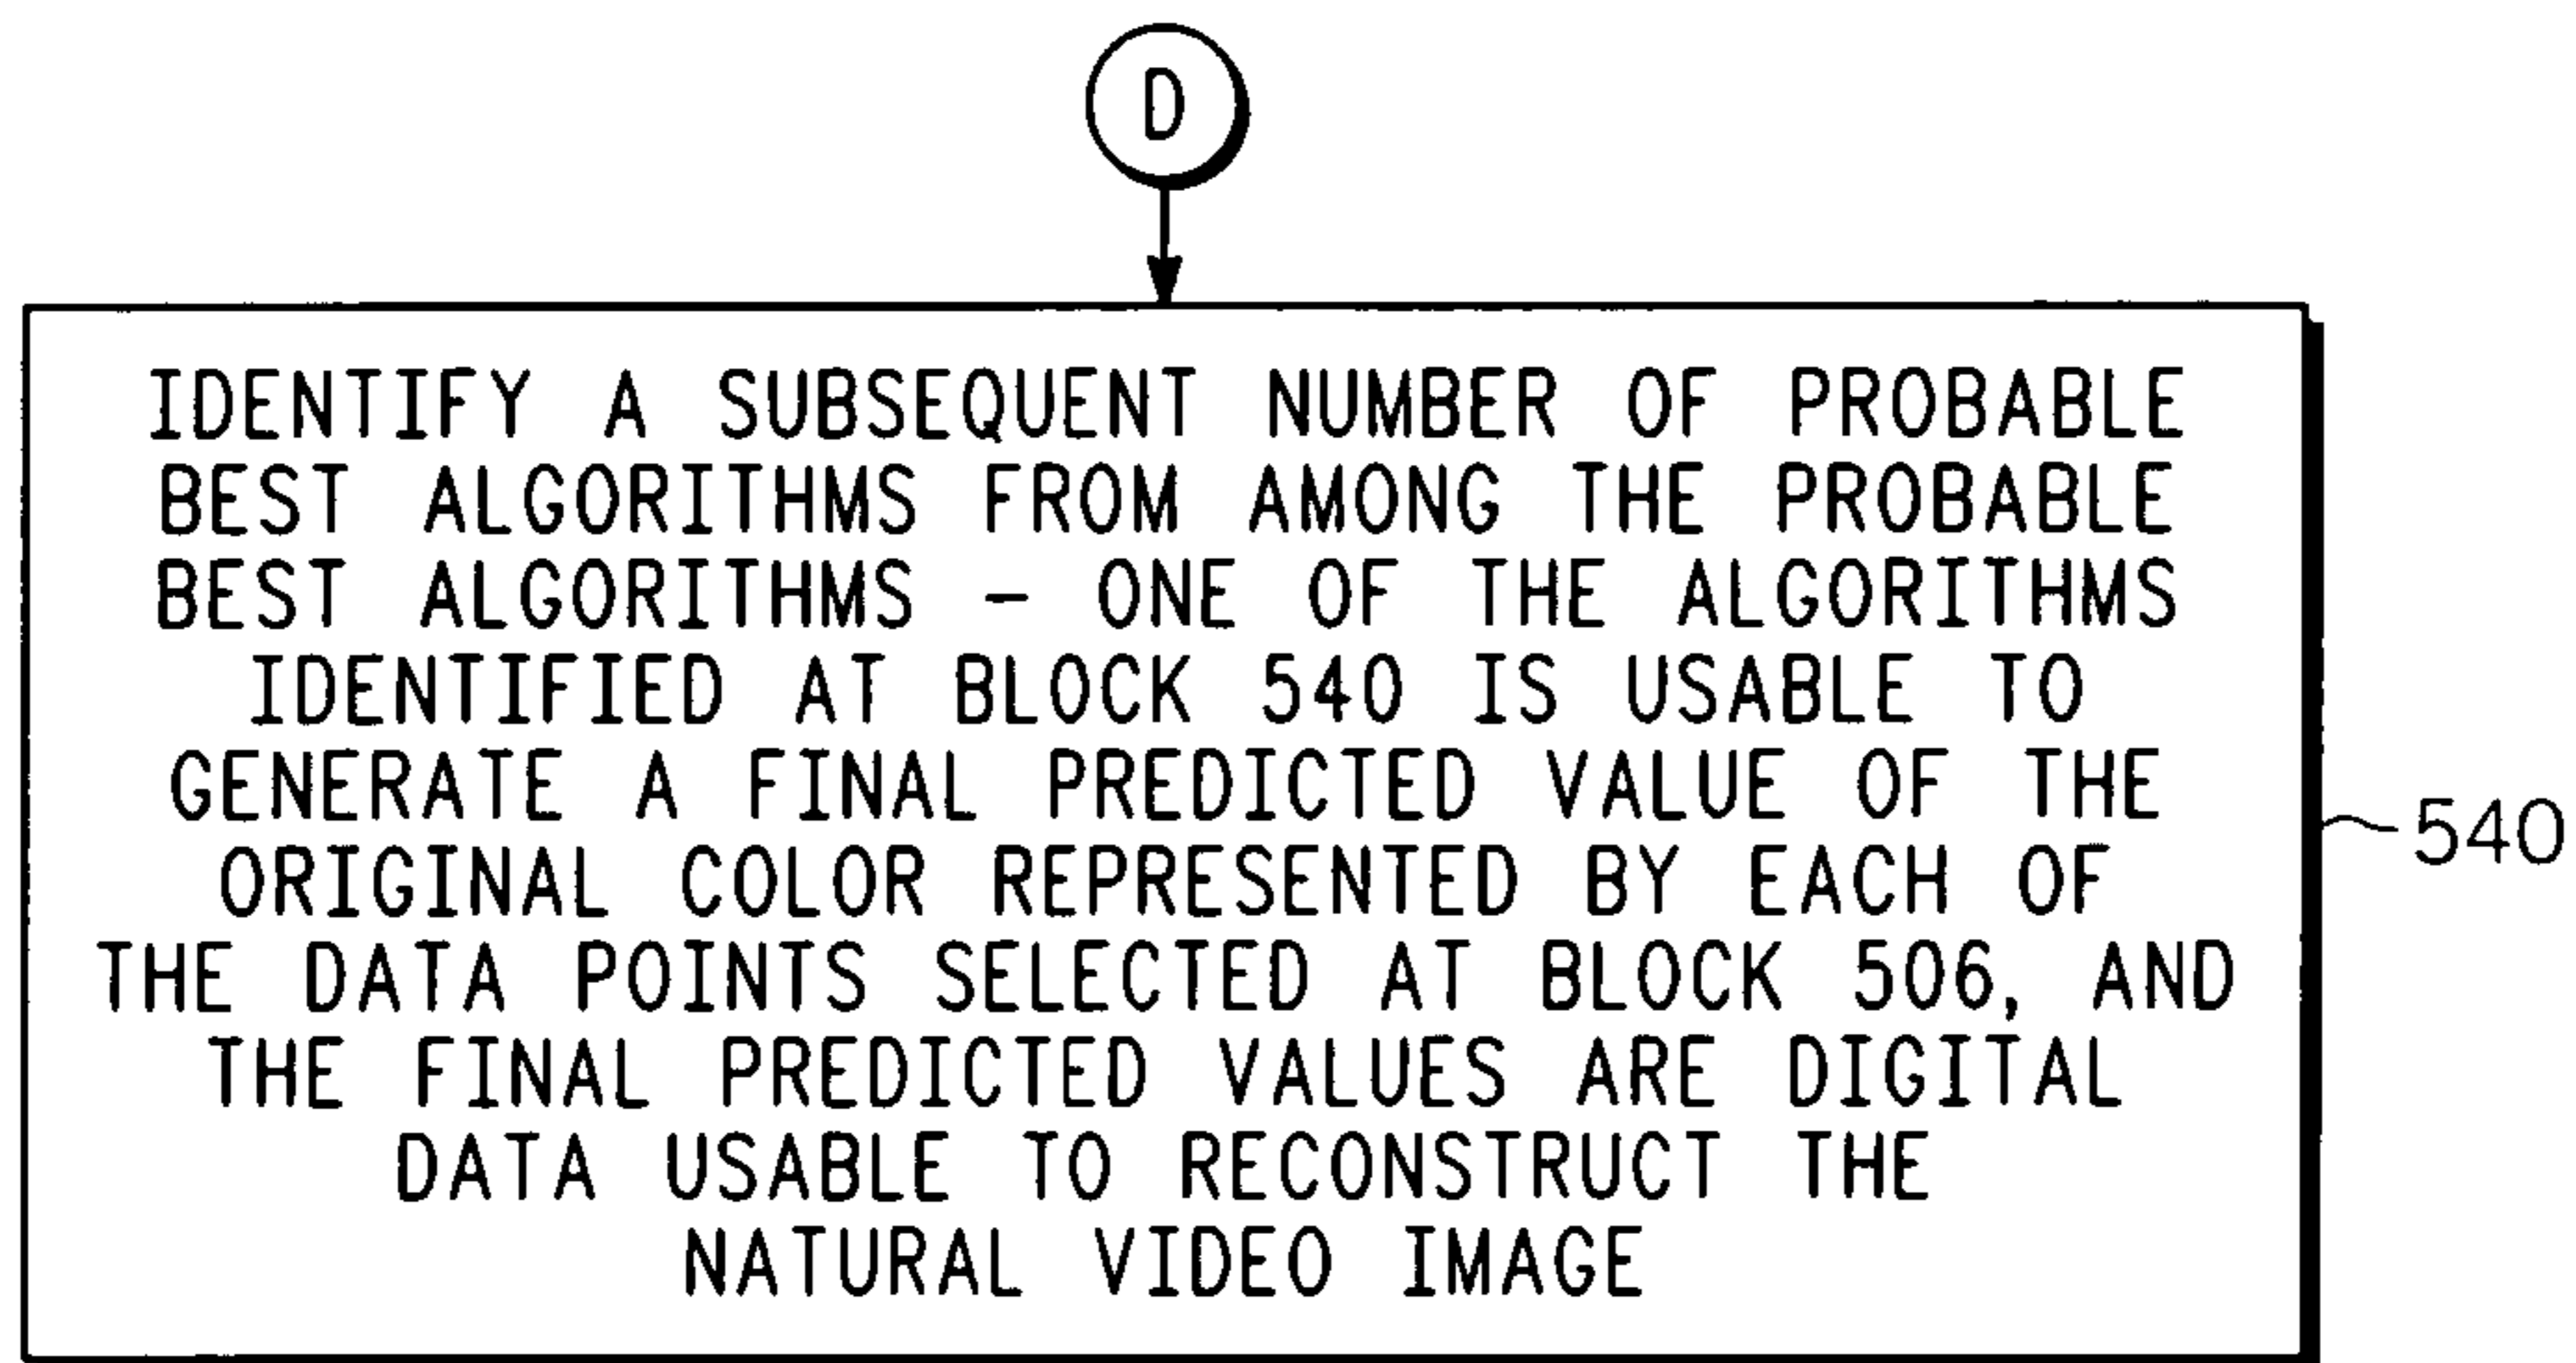 D
IDENTIFY A SUBSEQUENT NUMBER OF PROBABLE
BEST ALGORITHMS FROM AMONG THE PROBABLE
BEST ALGORITHMS – ONE OF THE ALGORITHMS
IDENTIFIED AT BLOCK 540 IS USABLE TO
GENERATE A FINAL PREDICTED VALUE OF THE
ORIGINAL COLOR REPRESENTED BY EACH OF
THE DATA POINTS SELECTED AT BLOCK 506, AND
THE FINAL PREDICTED VALUES ARE DIGITAL
DATA USABLE TO RECONSTRUCT THE
NATURAL VIDEO IMAGE
540